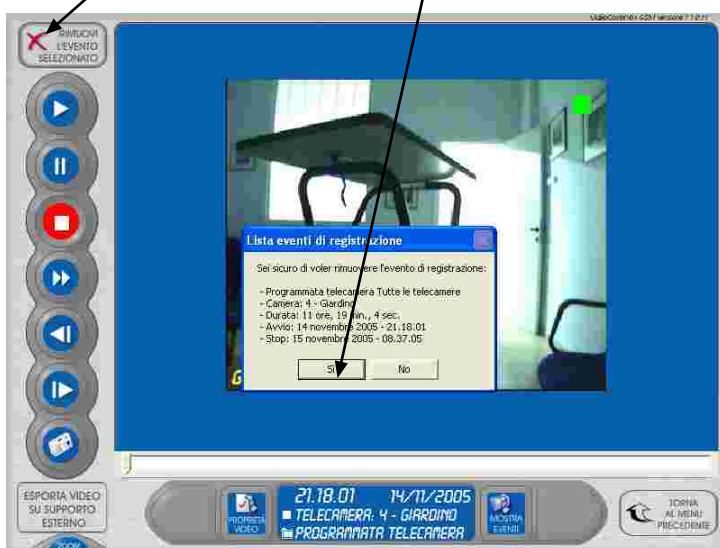 RIMUOVI
L'EVENTO
SELEZIONATO
Lista eventi di registrazione
Sei sicuro di voler rimuovere l'evento di registrazione:
- Programmata telecamera Tutte le telecamere
- Camera: 4 - Giardino
- Durata: 11 ore, 19 min., 4 sec.
- Avvio: 14 novembre 2005 - 21.18.01
- Stop: 15 novembre 2005 - 08.37.05
Sì No
G
ESPORTA VIDEO
SU SUPPORTO
ESTERNO
ZOOM
PROPRIETÀ
VIDEO
21.18.01 14/11/2005
TELECAMERA: 4 - GIARDINO
PROGRAMMATA TELECAMERA
MOSTRA
EVENTI
TORNA
AL MENU
PRECEDENTE